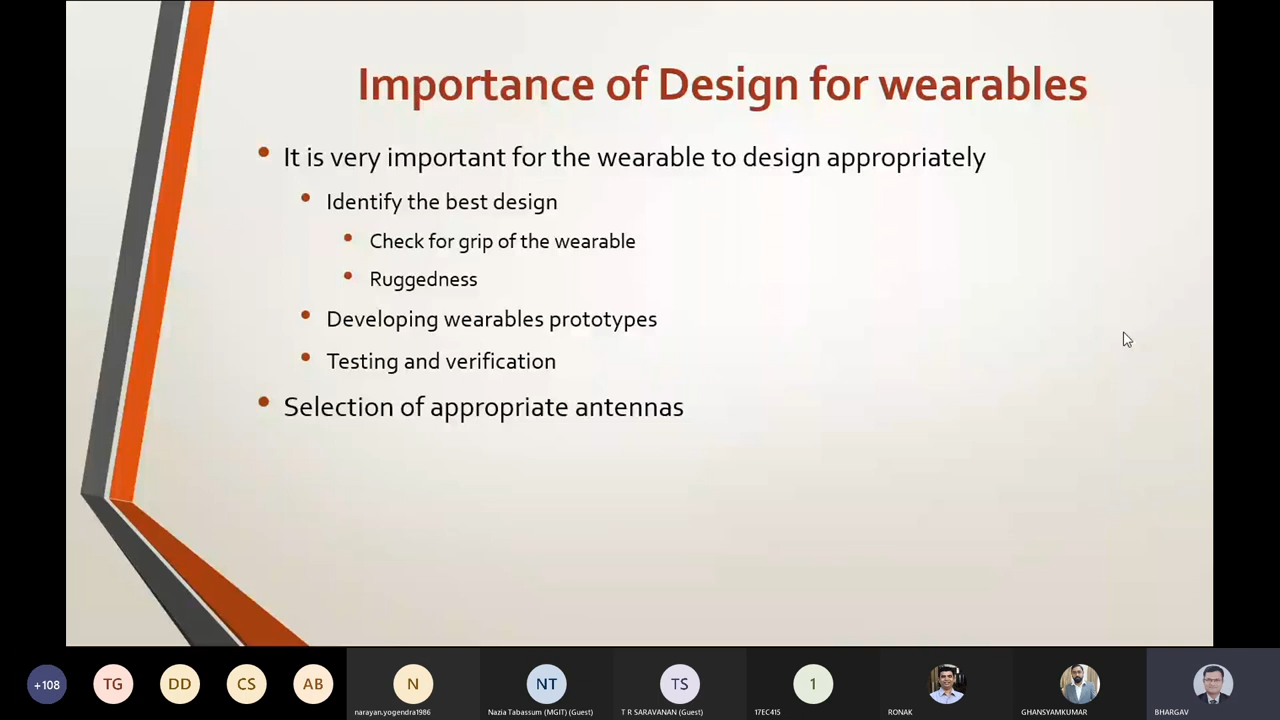 Importance of Design for wearables
It is very important for the wearable to design appropriately
Identify the best design
Check for grip of the wearable
Ruggedness
Developing wearables prototypes
Testing and verification
Selection of appropriate antennas
+108
TG
DD
CS
AB
N
NT
TS
1
narayan.yogendra1986
Nazia Tabassum (MGIT) (Guest)
T R SARAVANAN (Guest)
17EC415
RONAK
GHANSYAMKUMAR
BHARGAV